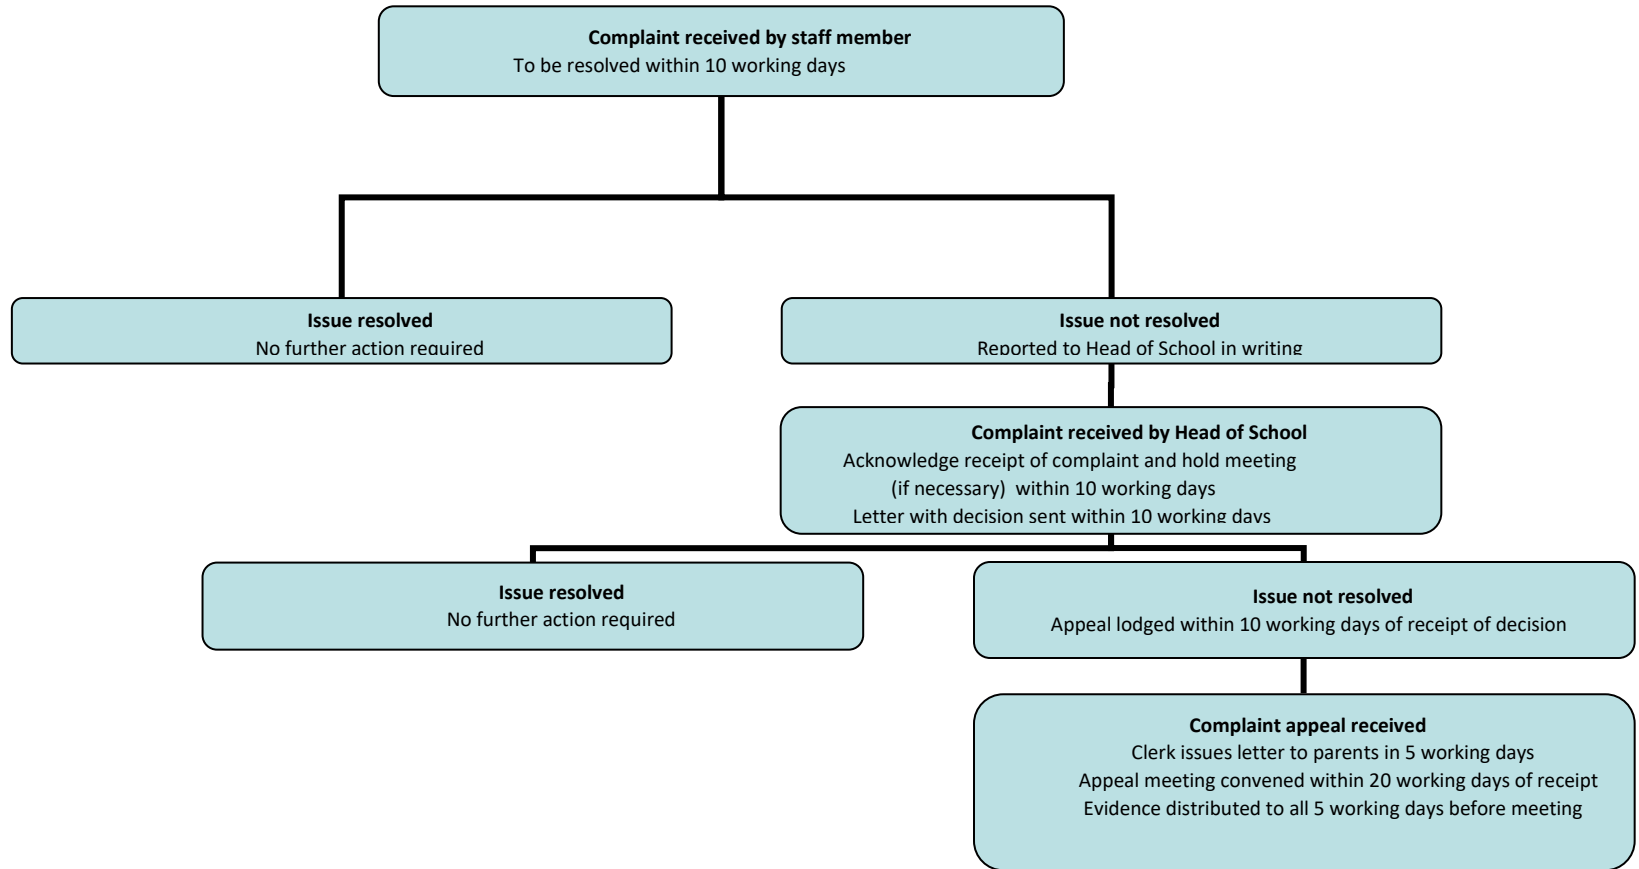 Complaint received by staff member
To be resolved within 10 working days
Issue resolved
No further action required
Issue not resolved
Reported to Head of School in writing
Complaint received by Head of School
Acknowledge receipt of complaint and hold meeting
(if necessary)  within 10 working days
Letter with decision sent within 10 working days
Issue resolved
No further action required
Issue not resolved
Appeal lodged within 10 working days of receipt of decision
Complaint appeal received
Clerk issues letter to parents in 5 working days
Appeal meeting convened within 20 working days of receipt
Evidence distributed to all 5 working days before meeting